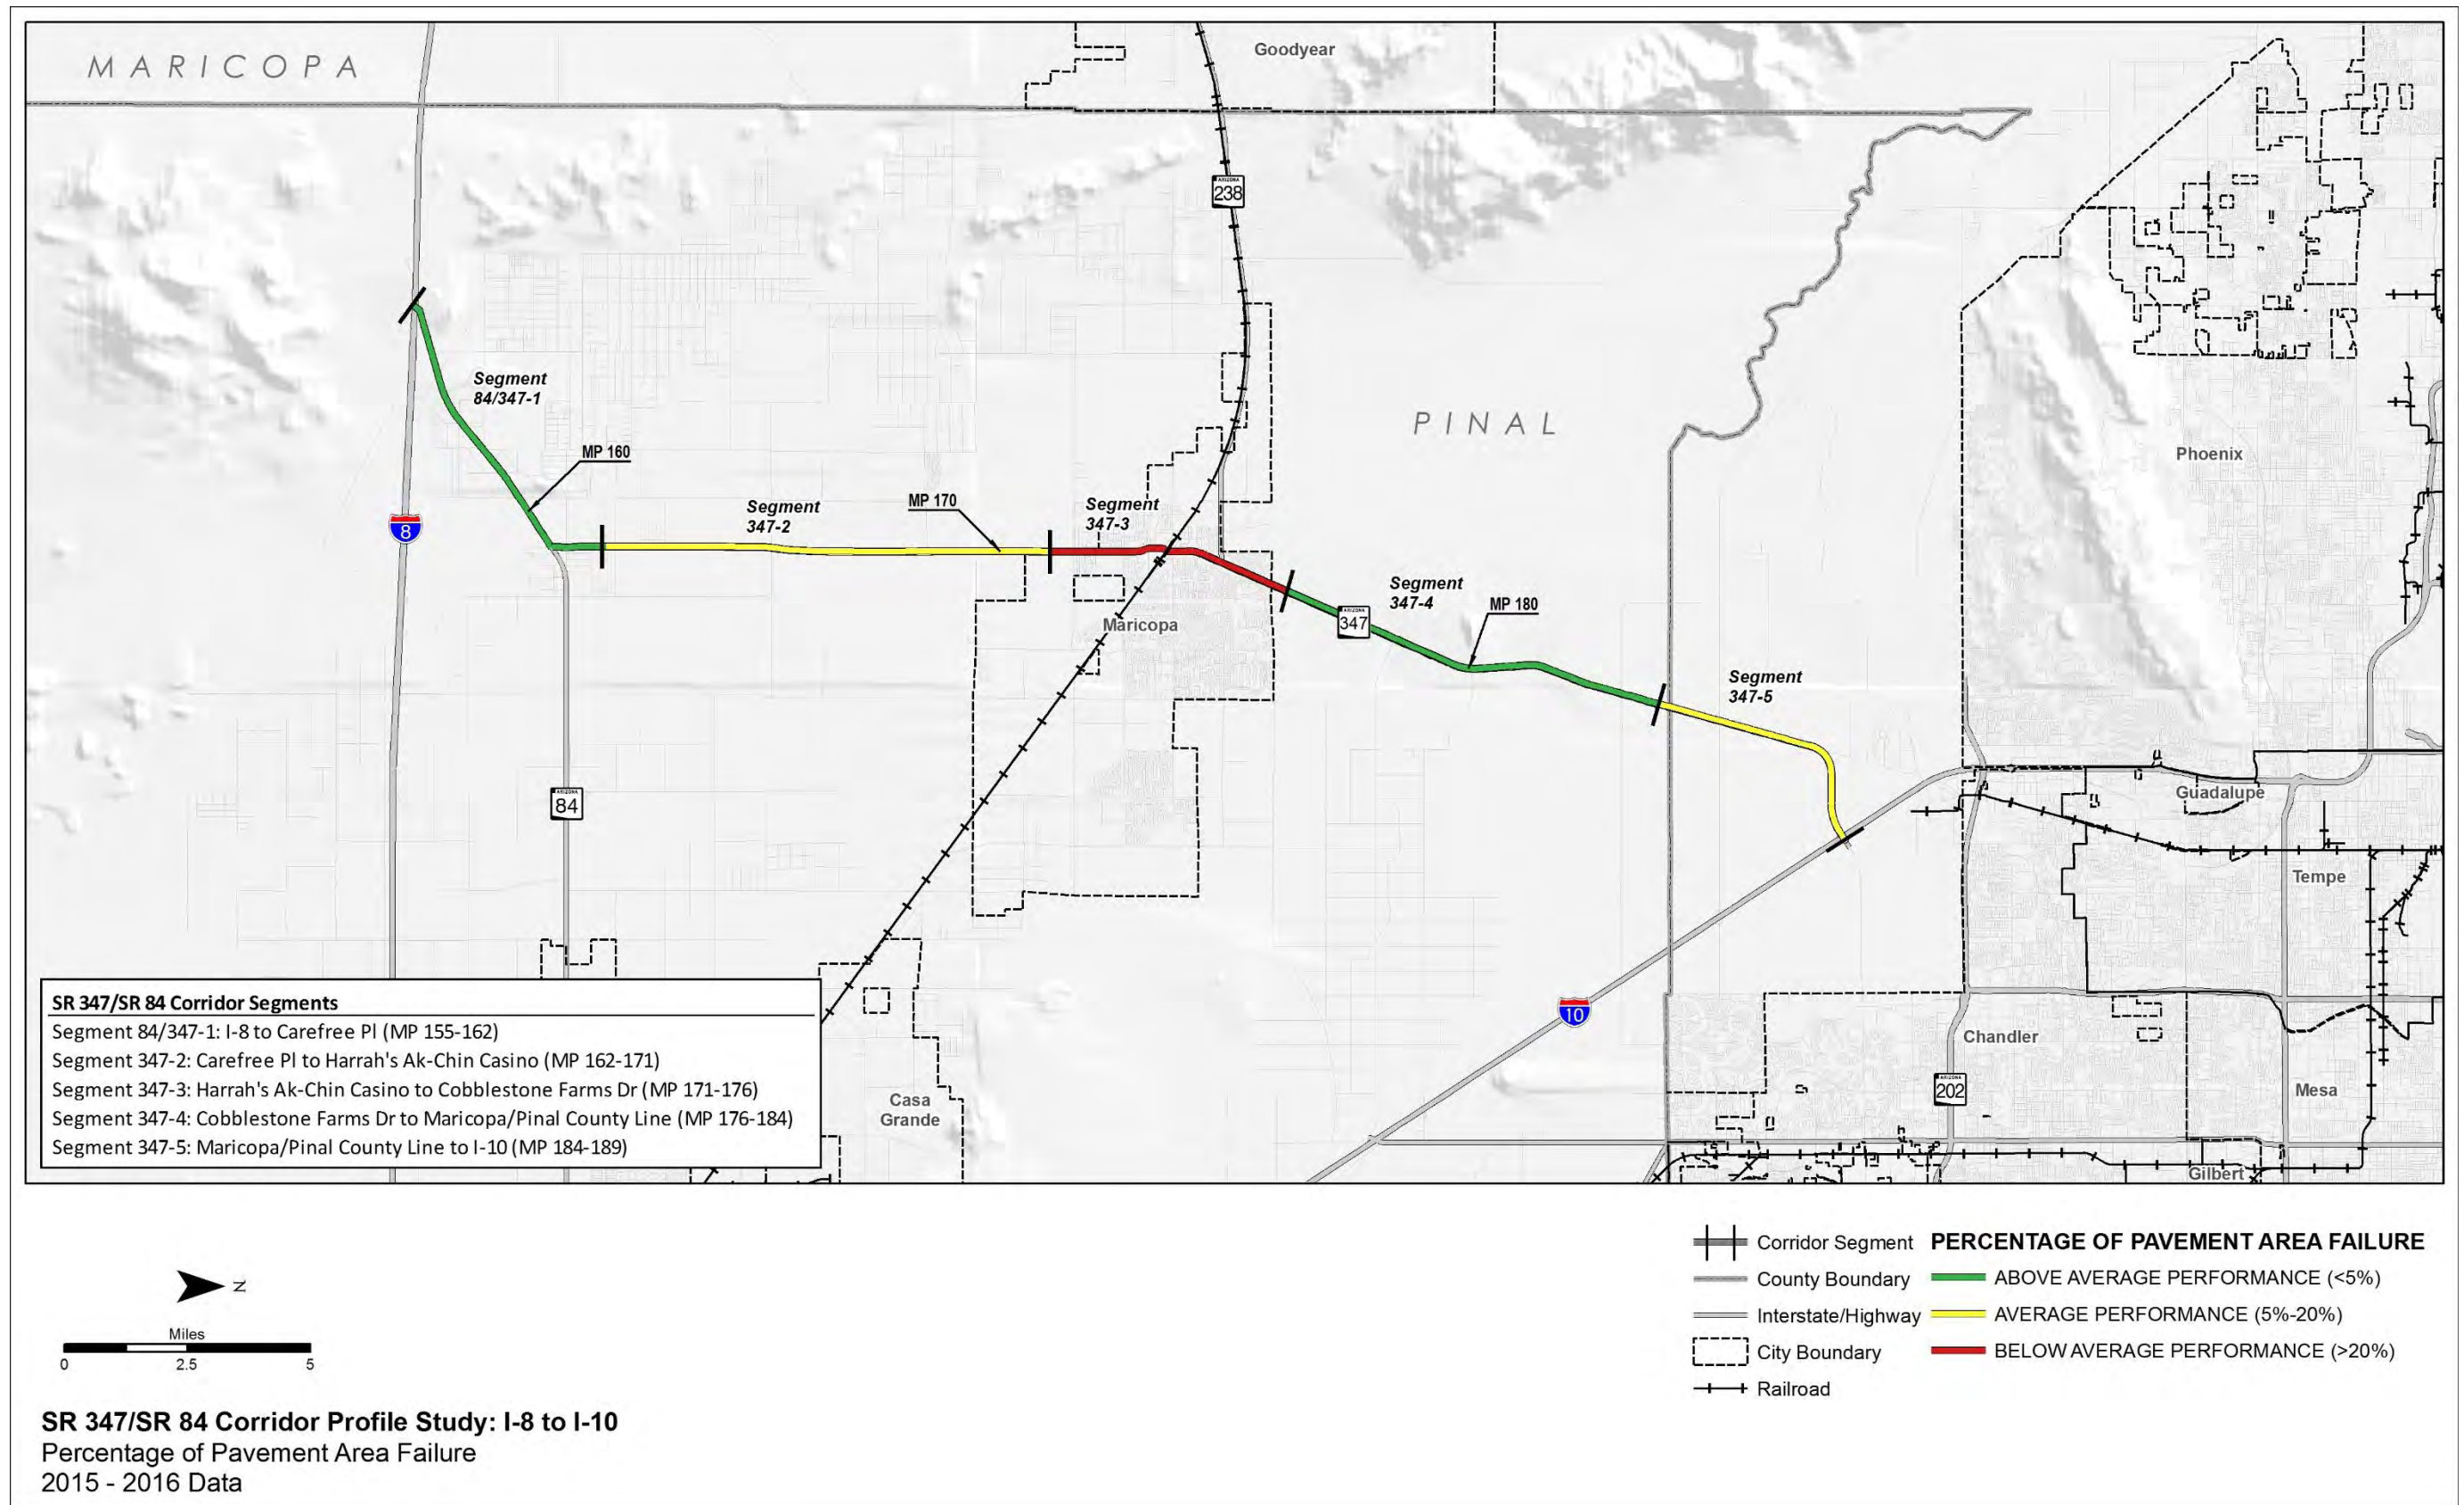 MARICOPA
Goodyear
ARIZONA
238
Segment
84/347-1
MP 160
PINAL
Phoenix
8
Segment
347-2
MP 170
Segment
347-3
Segment
347-4
MP 180
ARIZONA
347
Maricopa
Segment
347-5
ARIZONA
84
Guadalupe
Tempe
10
Chandler
ARIZONA
202
Mesa
Casa
Grande
Gilbert
SR 347/SR 84 Corridor Segments
Segment 84/347-1: I-8 to Carefree Pl (MP 155-162)
Segment 347-2: Carefree Pl to Harrah's Ak-Chin Casino (MP 162-171)
Segment 347-3: Harrah's Ak-Chin Casino to Cobblestone Farms Dr (MP 171-176)
Segment 347-4: Cobblestone Farms Dr to Maricopa/Pinal County Line (MP 176-184)
Segment 347-5: Maricopa/Pinal County Line to I-10 (MP 184-189)
N
Miles
0 2.5 5
Corridor Segment
County Boundary
Interstate/Highway
City Boundary
Railroad
PERCENTAGE OF PAVEMENT AREA FAILURE
ABOVE AVERAGE PERFORMANCE (<5%)
AVERAGE PERFORMANCE (5%-20%)
BELOW AVERAGE PERFORMANCE (>20%)
SR 347/SR 84 Corridor Profile Study: I-8 to I-10
Percentage of Pavement Area Failure
2015 - 2016 Data